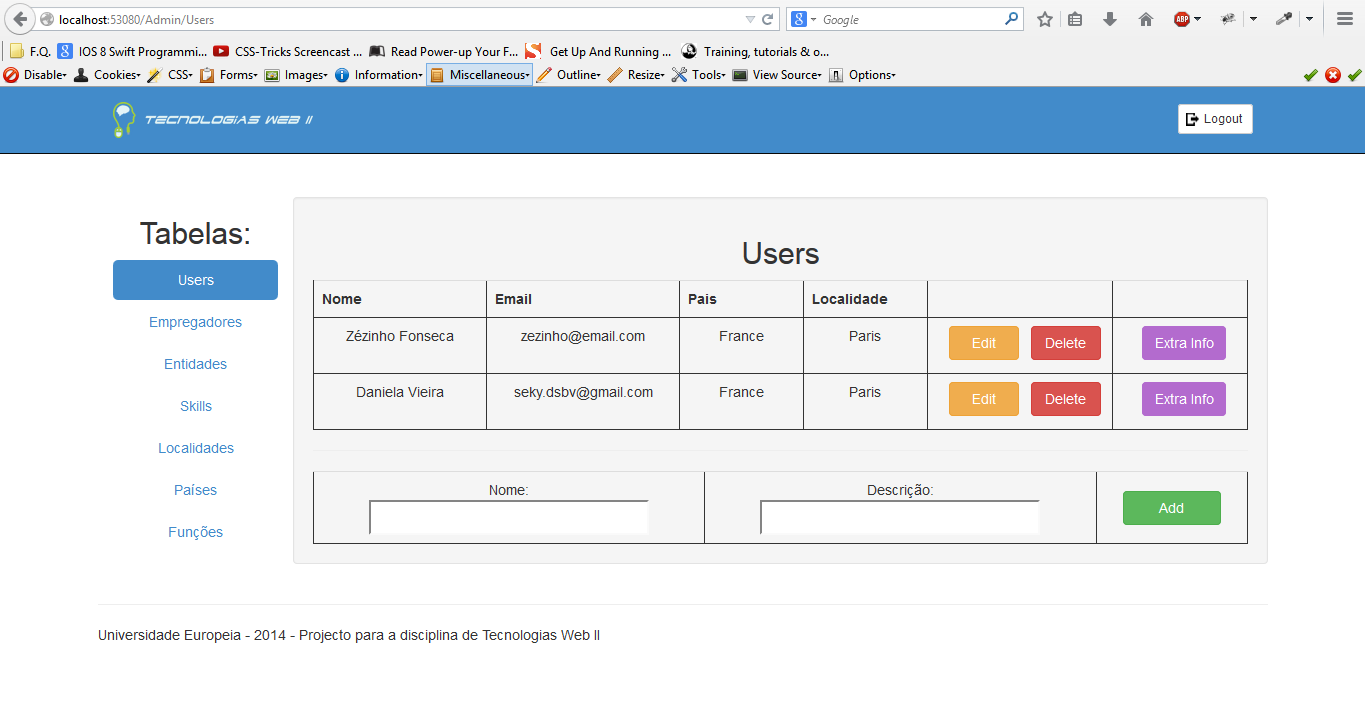 localhost:53080/Admin/Users
Google
ABP
F.Q. IOS 8 Swift Programmi... CSS-Tricks Screencast ... Read Power-up Your F... Get Up And Running ... Training, tutorials & o...
Disable Cookies CSS Forms Images Information Miscellaneous Outline Resize Tools View Source Options
TECNOLOGIAS WEB II
Logout
Tabelas:
Users
Empregadores
Entidades
Skills
Localidades
Países
Funções
Users
Nome Email Pais Localidade
Zézinho Fonseca zezinho@email.com France Paris Edit Delete Extra Info
Daniela Vieira seky.dsbv@gmail.com France Paris Edit Delete Extra Info
Nome: Descrição: Add
Universidade Europeia - 2014 - Projecto para a disciplina de Tecnologias Web II